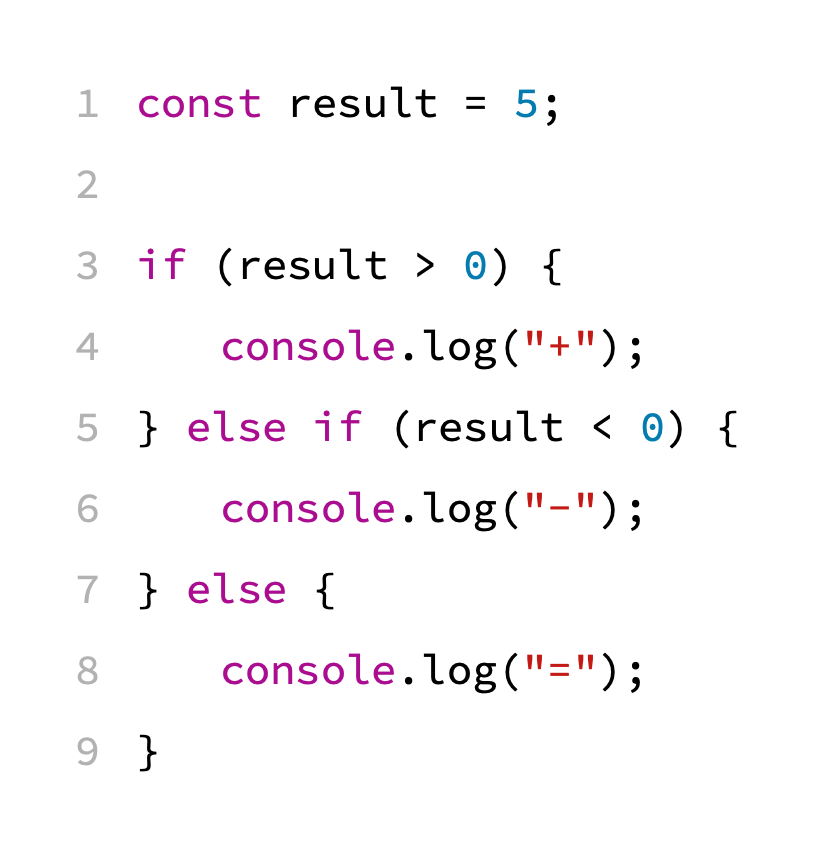 1 const result = 5;
2
3 if (result > 0) {
4     console.log("+");
5 } else if (result < 0) {
6     console.log("-");
7 } else {
8     console.log("=");
9 }